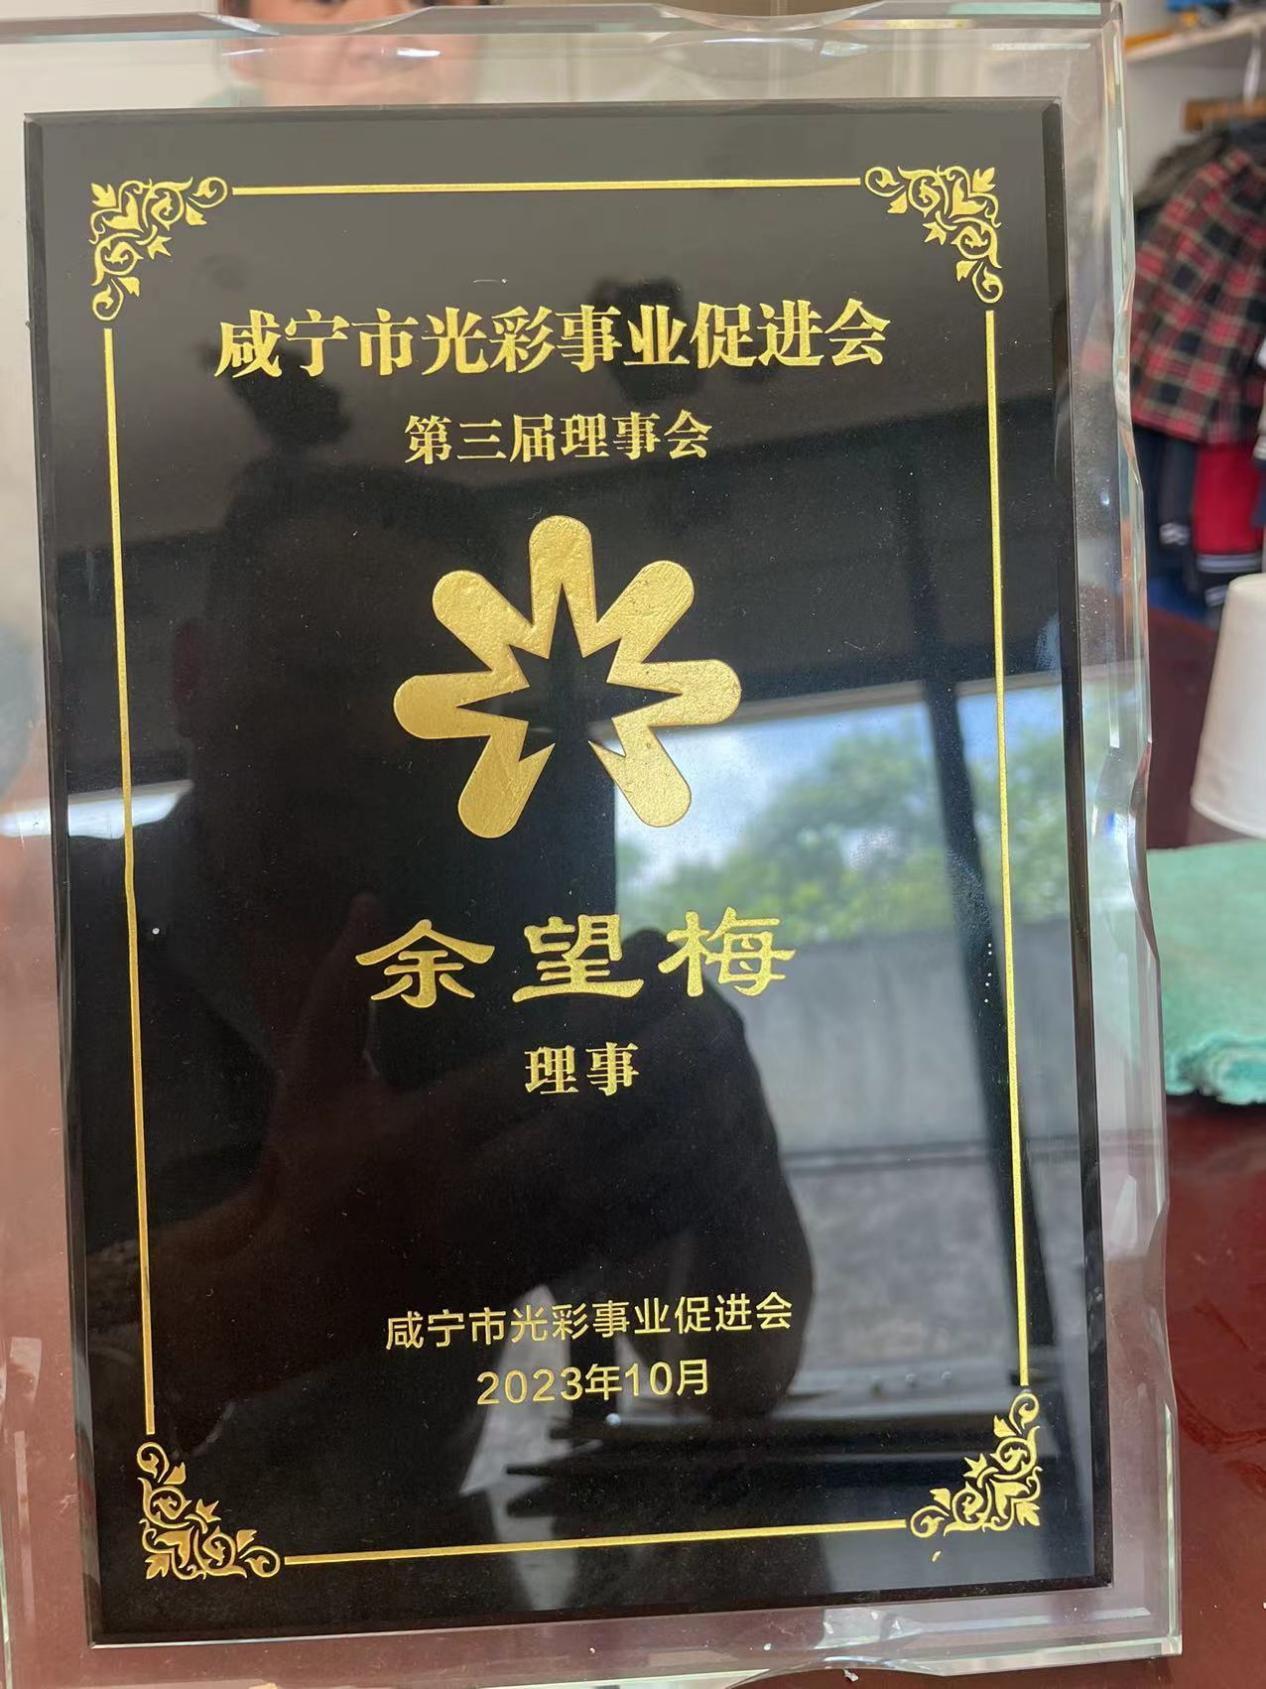 咸宁市光彩事业促进会
第三届理事会
余望梅
理事
咸宁市光彩事业促进会
2023年10月